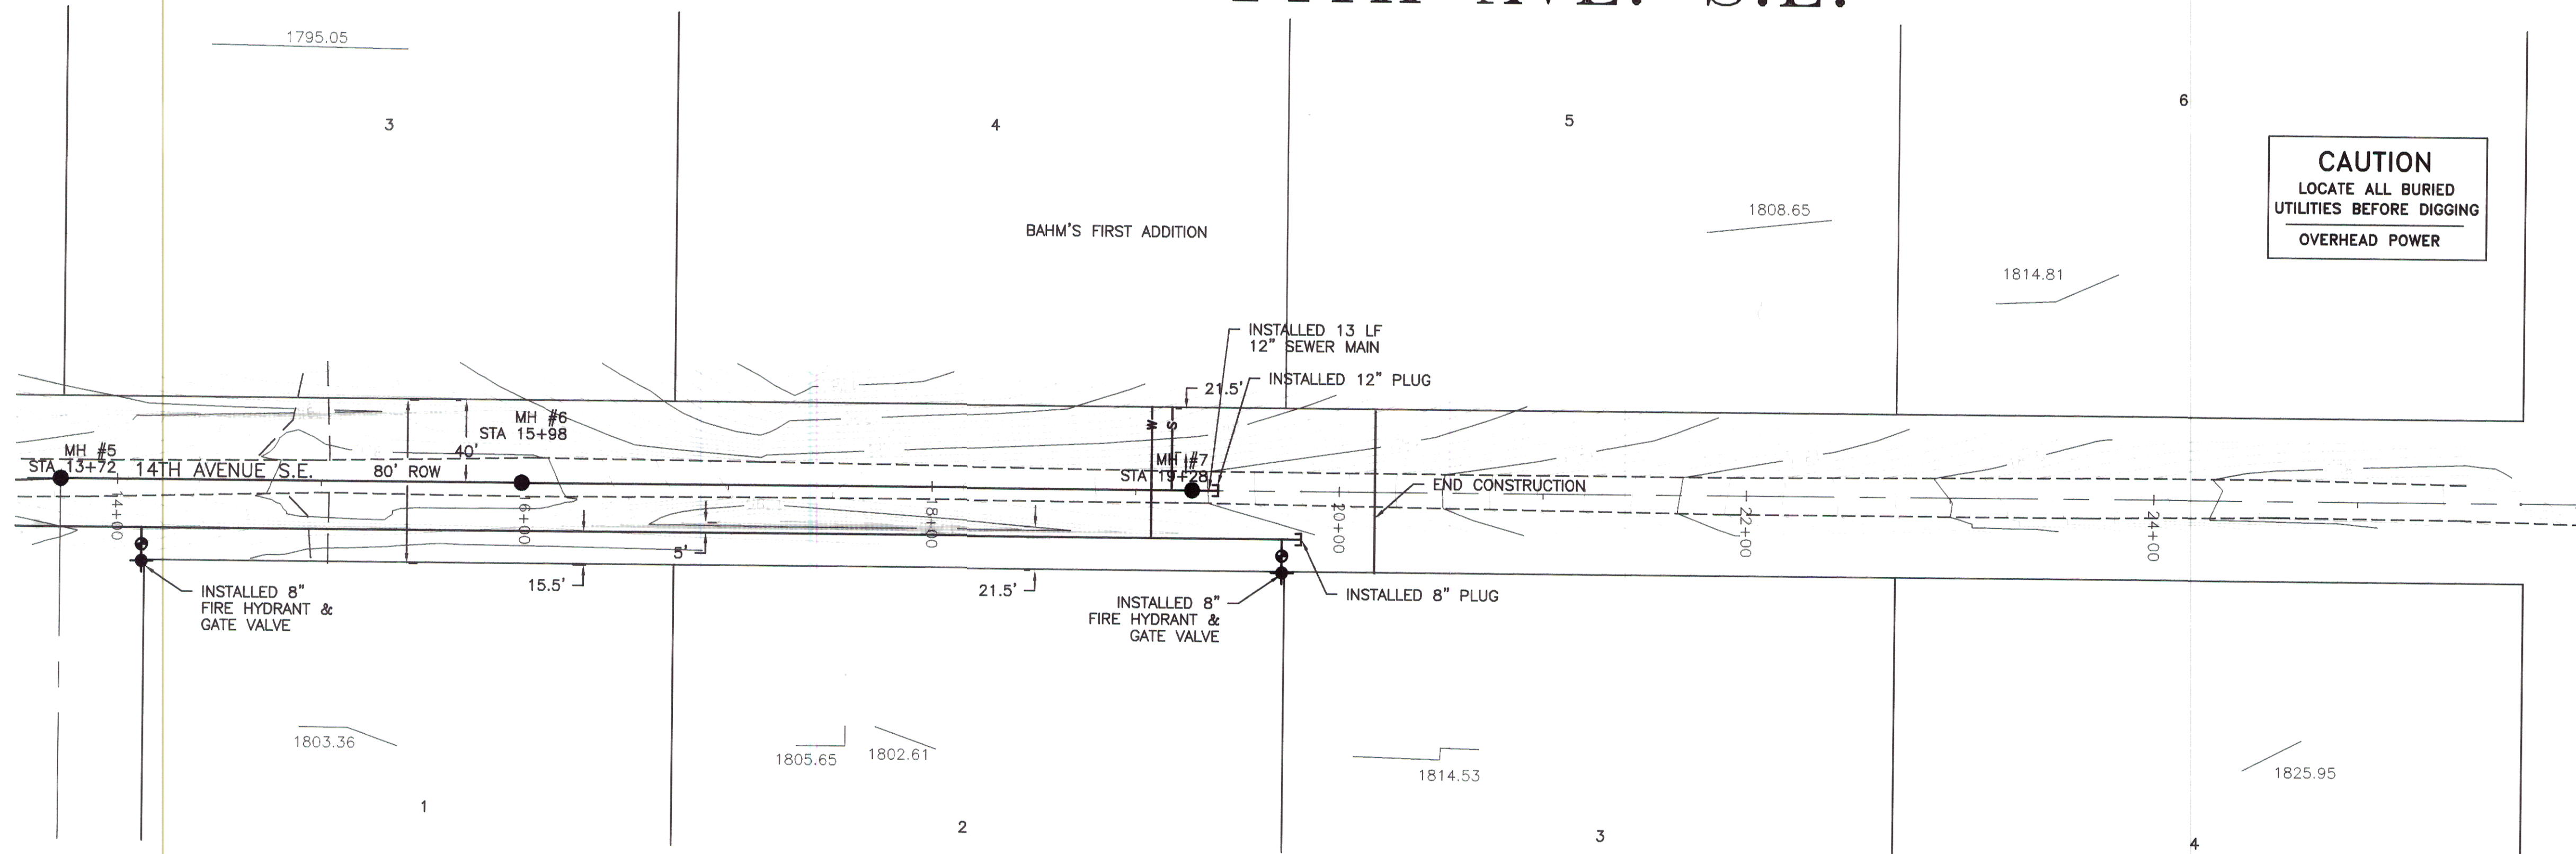 1795.05
3
4
5
6
CAUTION
LOCATE ALL BURIED
UTILITIES BEFORE DIGGING
OVERHEAD POWER
BAHM'S FIRST ADDITION
1808.65
1814.81
INSTALLED 13 LF
12" SEWER MAIN
INSTALLED 12" PLUG
21.5'
MH #6
STA 15+98
40'
W
S
MH #5
STA 13+72
14TH AVENUE S.E.
80' ROW
MH #7
STA 19+28
END CONSTRUCTION
14+00
16+00
18+00
20+00
22+00
24+00
5'
15.5'
21.5'
INSTALLED 8"
FIRE HYDRANT &
GATE VALVE
INSTALLED 8"
FIRE HYDRANT &
GATE VALVE
INSTALLED 8" PLUG
1803.36
1805.65
1802.61
1814.53
1825.95
1
2
3
4